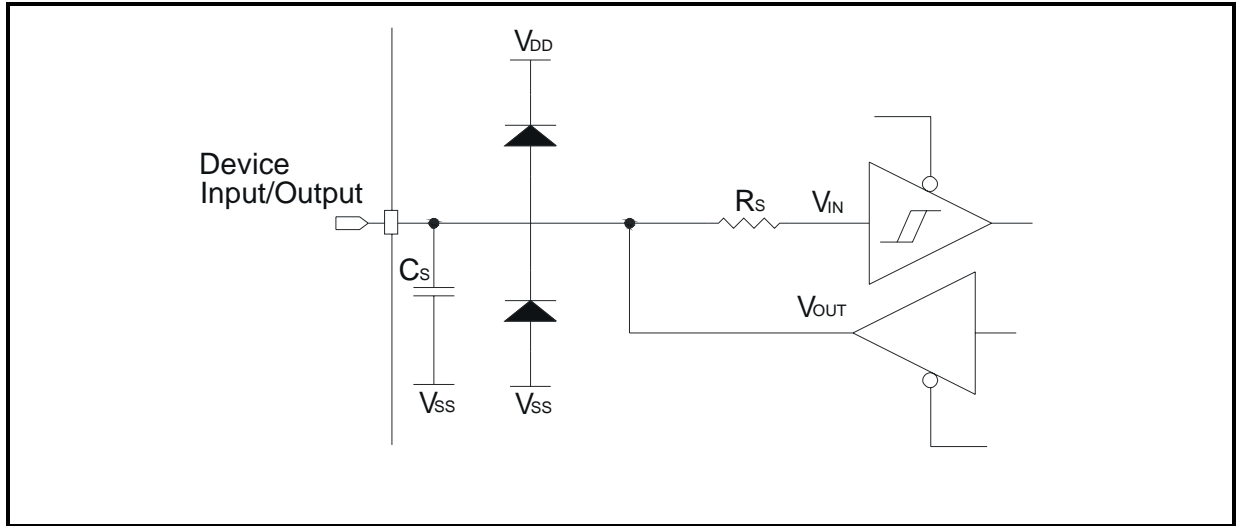 VDD
Device
Input/Output
RS
VIN
CS
VOUT
VSS
VSS